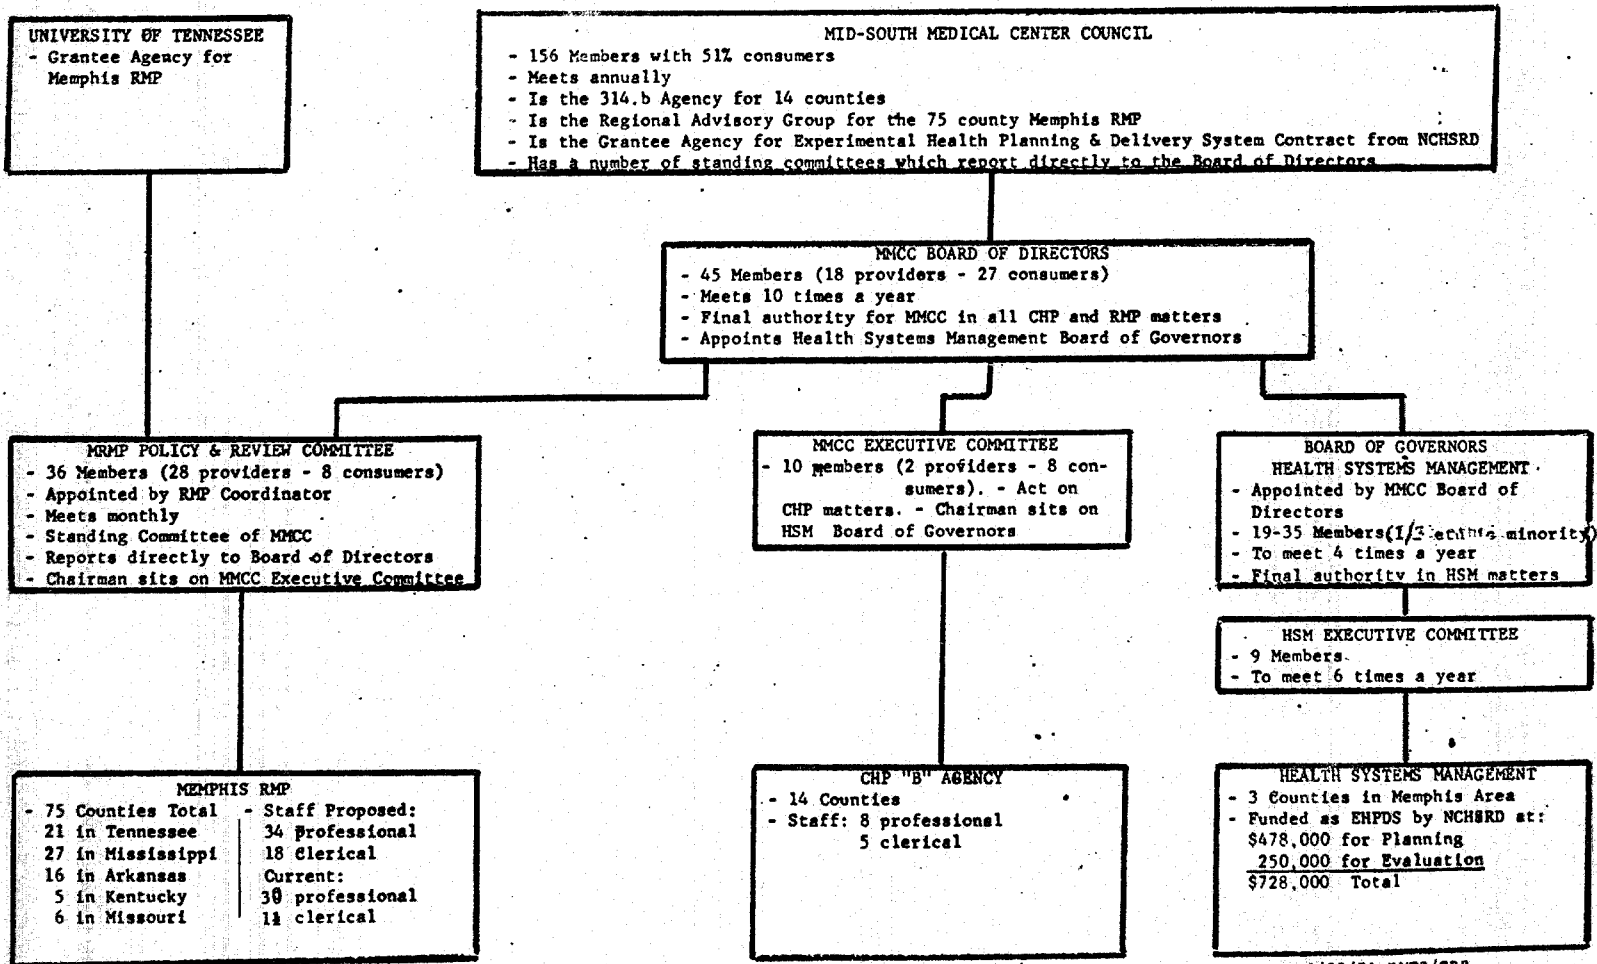 UNIVERSITY OF TENNESSEE
- Grantee Agency for
Memphis RMP
MID-SOUTH MEDICAL CENTER COUNCIL
- 156 Members with 51% consumers
- Meets annually
- Is the 314.b Agency for 14 counties
- Is the Regional Advisory Group for the 75 county Memphis RMP
- Is the Grantee Agency for Experimental Health Planning & Delivery System Contract from NCHSRD
- Has a number of standing committees which report directly to the Board of Directors
MMCC BOARD OF DIRECTORS
- 45 Members (18 providers - 27 consumers)
- Meets 10 times a year
- Final authority for MMCC in all CHP and RMP matters
- Appoints Health Systems Management Board of Governors
MRMP POLICY & REVIEW COMMITTEE
- 36 Members (28 providers - 8 consumers)
- Appointed by RMP Coordinator
- Meets monthly
- Standing Committee of MMCC
- Reports directly to Board of Directors
- Chairman sits on MMCC Executive Committee
MMCC EXECUTIVE COMMITTEE
- 10 members (2 providers - 8 con-
sumers). - Act on
CHP matters. - Chairman sits on
HSM Board of Governors
BOARD OF GOVERNORS
HEALTH SYSTEMS MANAGEMENT
- Appointed by MMCC Board of
Directors
- 19-35 Members (1/3 ethnic minority)
- To meet 4 times a year
- Final authority in HSM matters
HSM EXECUTIVE COMMITTEE
- 9 Members
- To meet 6 times a year
MEMPHIS RMP
- 75 Counties Total
21 in Tennessee
27 in Mississippi
16 in Arkansas
5 in Kentucky
6 in Missouri
- Staff Proposed:
34 professional
18 Clerical
Current:
30 professional
11 clerical
CHP "B" AGENCY
- 14 Counties
- Staff: 8 professional
5 clerical
HEALTH SYSTEMS MANAGEMENT
- 3 Counties in Memphis Area
- Funded as EHPDS by NCHSRD at:
$478,000 for Planning
250,000 for Evaluation
$728,000 Total